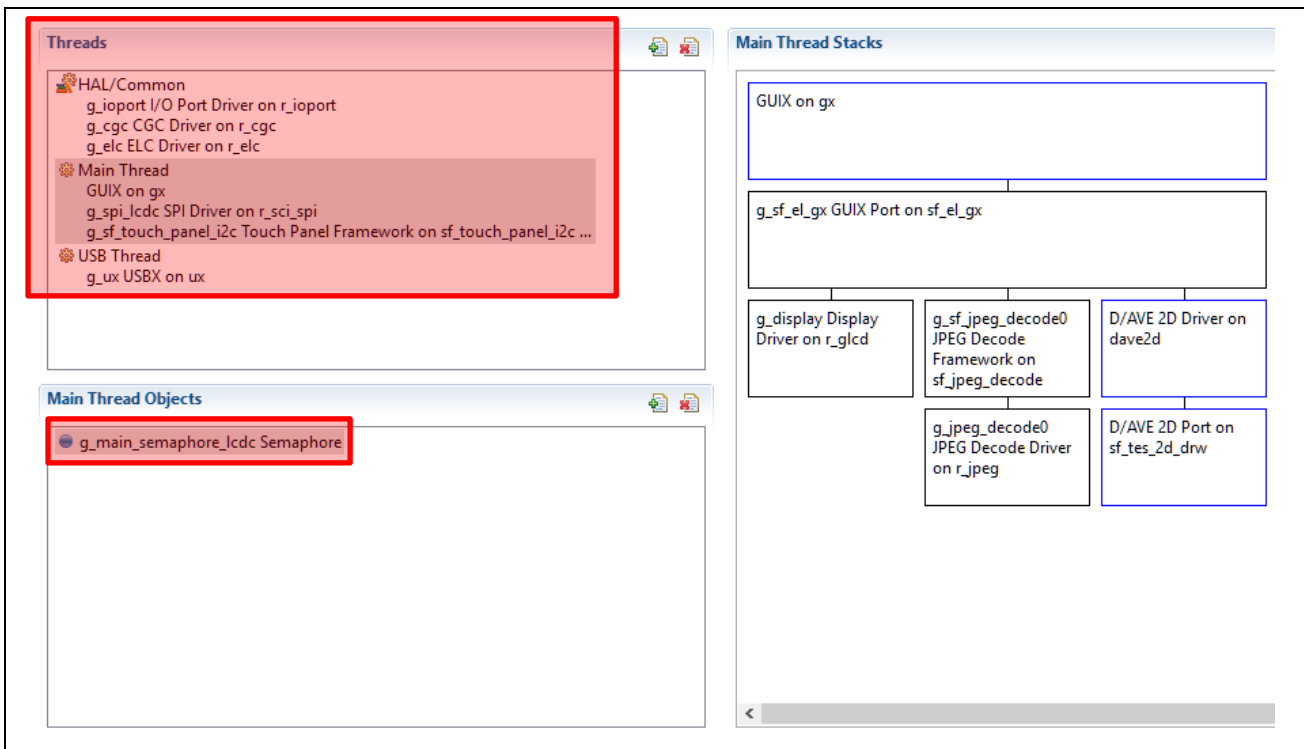 Threads
HAL/Common
g_ioport I/O Port Driver on r_ioport
g_cgc CGC Driver on r_cgc
g_elc ELC Driver on r_elc
Main Thread
GUIX on gx
g_spi_lcdc SPI Driver on r_sci_spi
g_sf_touch_panel_i2c Touch Panel Framework on sf_touch_panel_i2c ...
USB Thread
g_ux USBX on ux
Main Thread Objects
g_main_semaphore_lcdc Semaphore
Main Thread Stacks
GUIX on gx
g_sf_el_gx GUIX Port on sf_el_gx
g_display Display
Driver on r_glcd
g_sf_jpeg_decode0
JPEG Decode
Framework on
sf_jpeg_decode
D/AVE 2D Driver on
dave2d
g_jpeg_decode0
JPEG Decode Driver
on r_jpeg
D/AVE 2D Port on
sf_tes_2d_drw